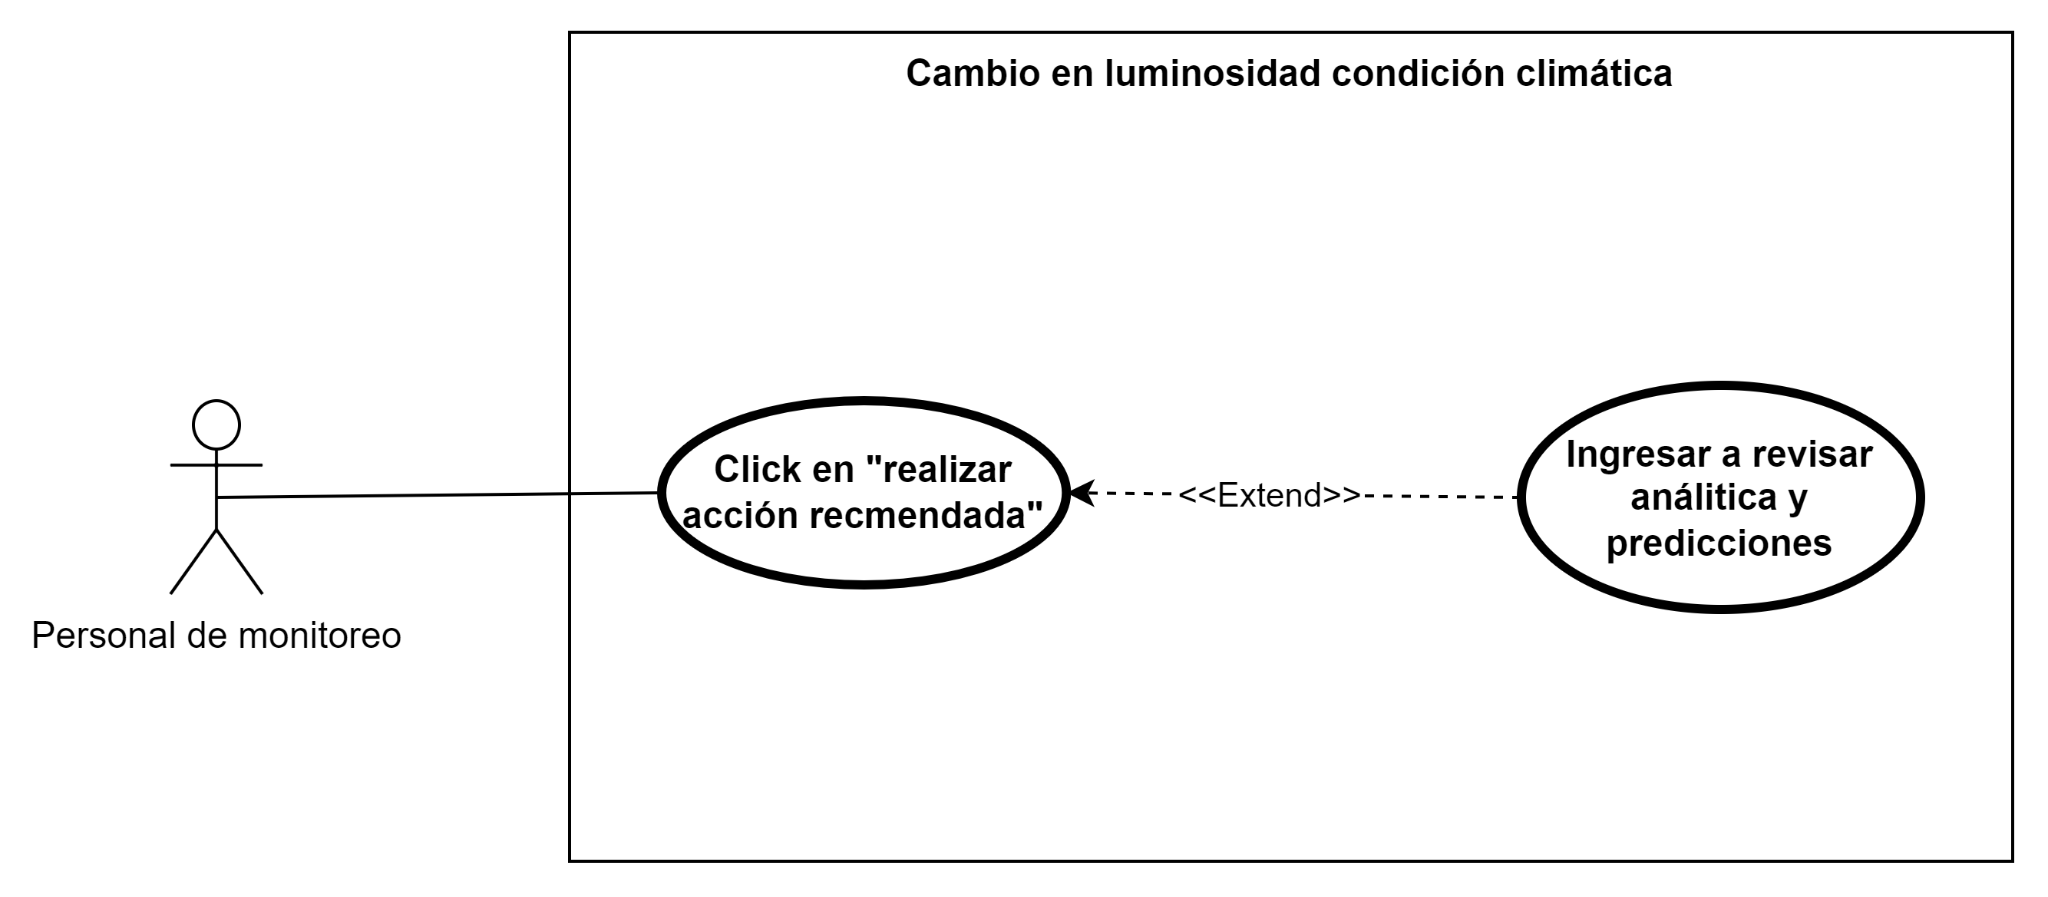 Cambio en luminosidad condición climática
Click en "realizar
acción recmendada"
<<Extend>>
Ingresar a revisar
análitica y
predicciones
Personal de monitoreo